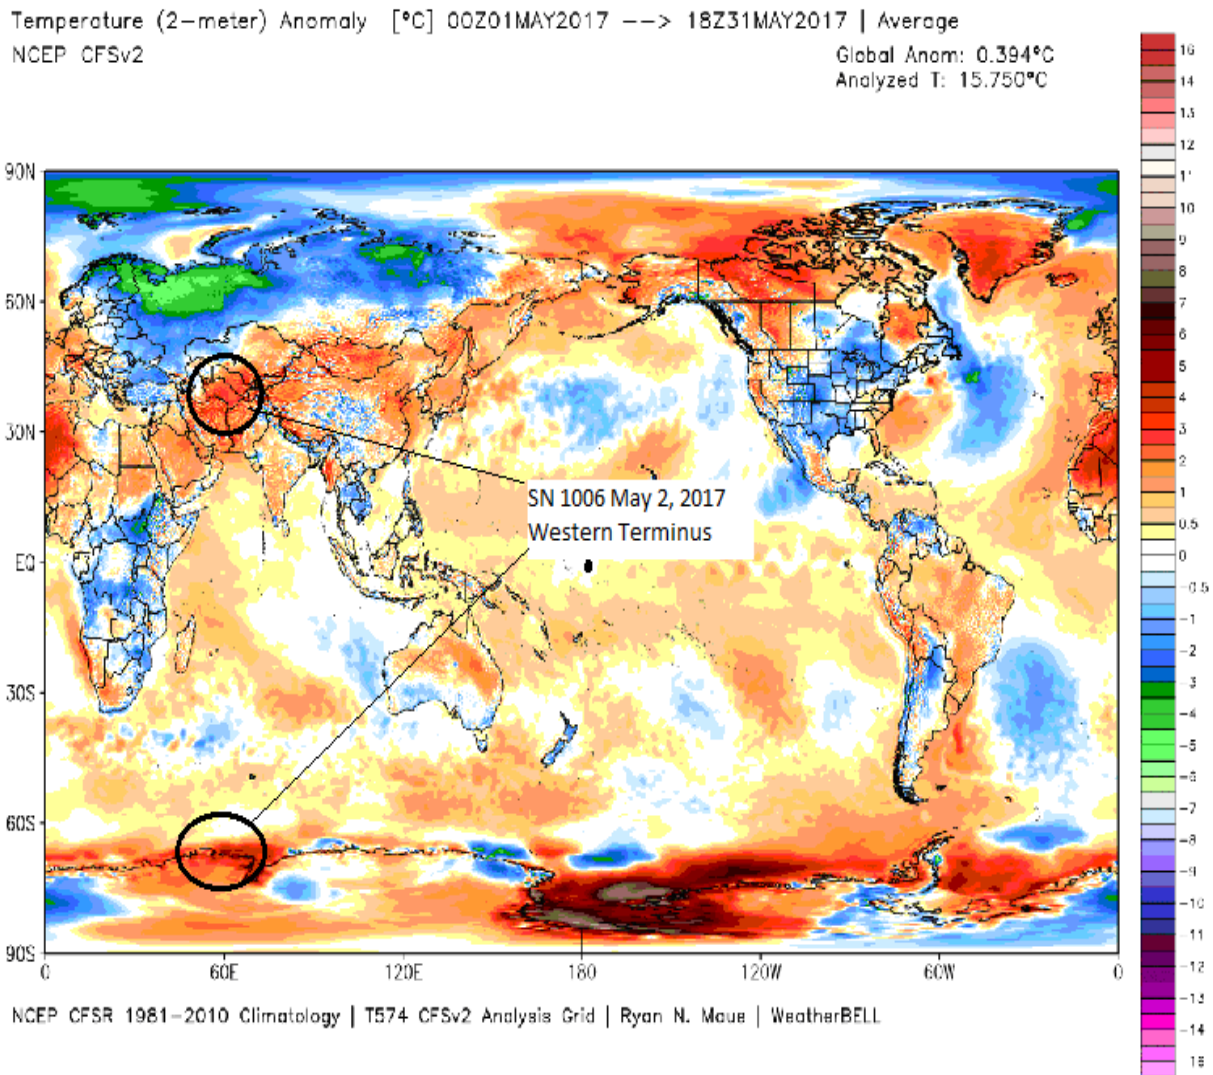 Temperature (2-meter) Anomaly [°C] 00Z01MAY2017 --> 18Z31MAY2017 | Average
NCEP CFSv2
Global Anom: 0.394°C
Analyzed T: 15.750°C
90N
60N
30N
EQ
30S
60S
90S
0
60E
120E
180
120W
60W
0
SN 1006 May 2, 2017
Western Terminus
16
14
13
12
11
10
9
8
7
6
5
4
3
2
1
0.5
0
-0.5
-1
-2
-3
-4
-5
-6
-7
-8
-9
-10
-11
-12
-13
-14
NCEP CFSR 1981-2010 Climatology | T574 CFSv2 Analysis Grid | Ryan N. Maue | WeatherBELL